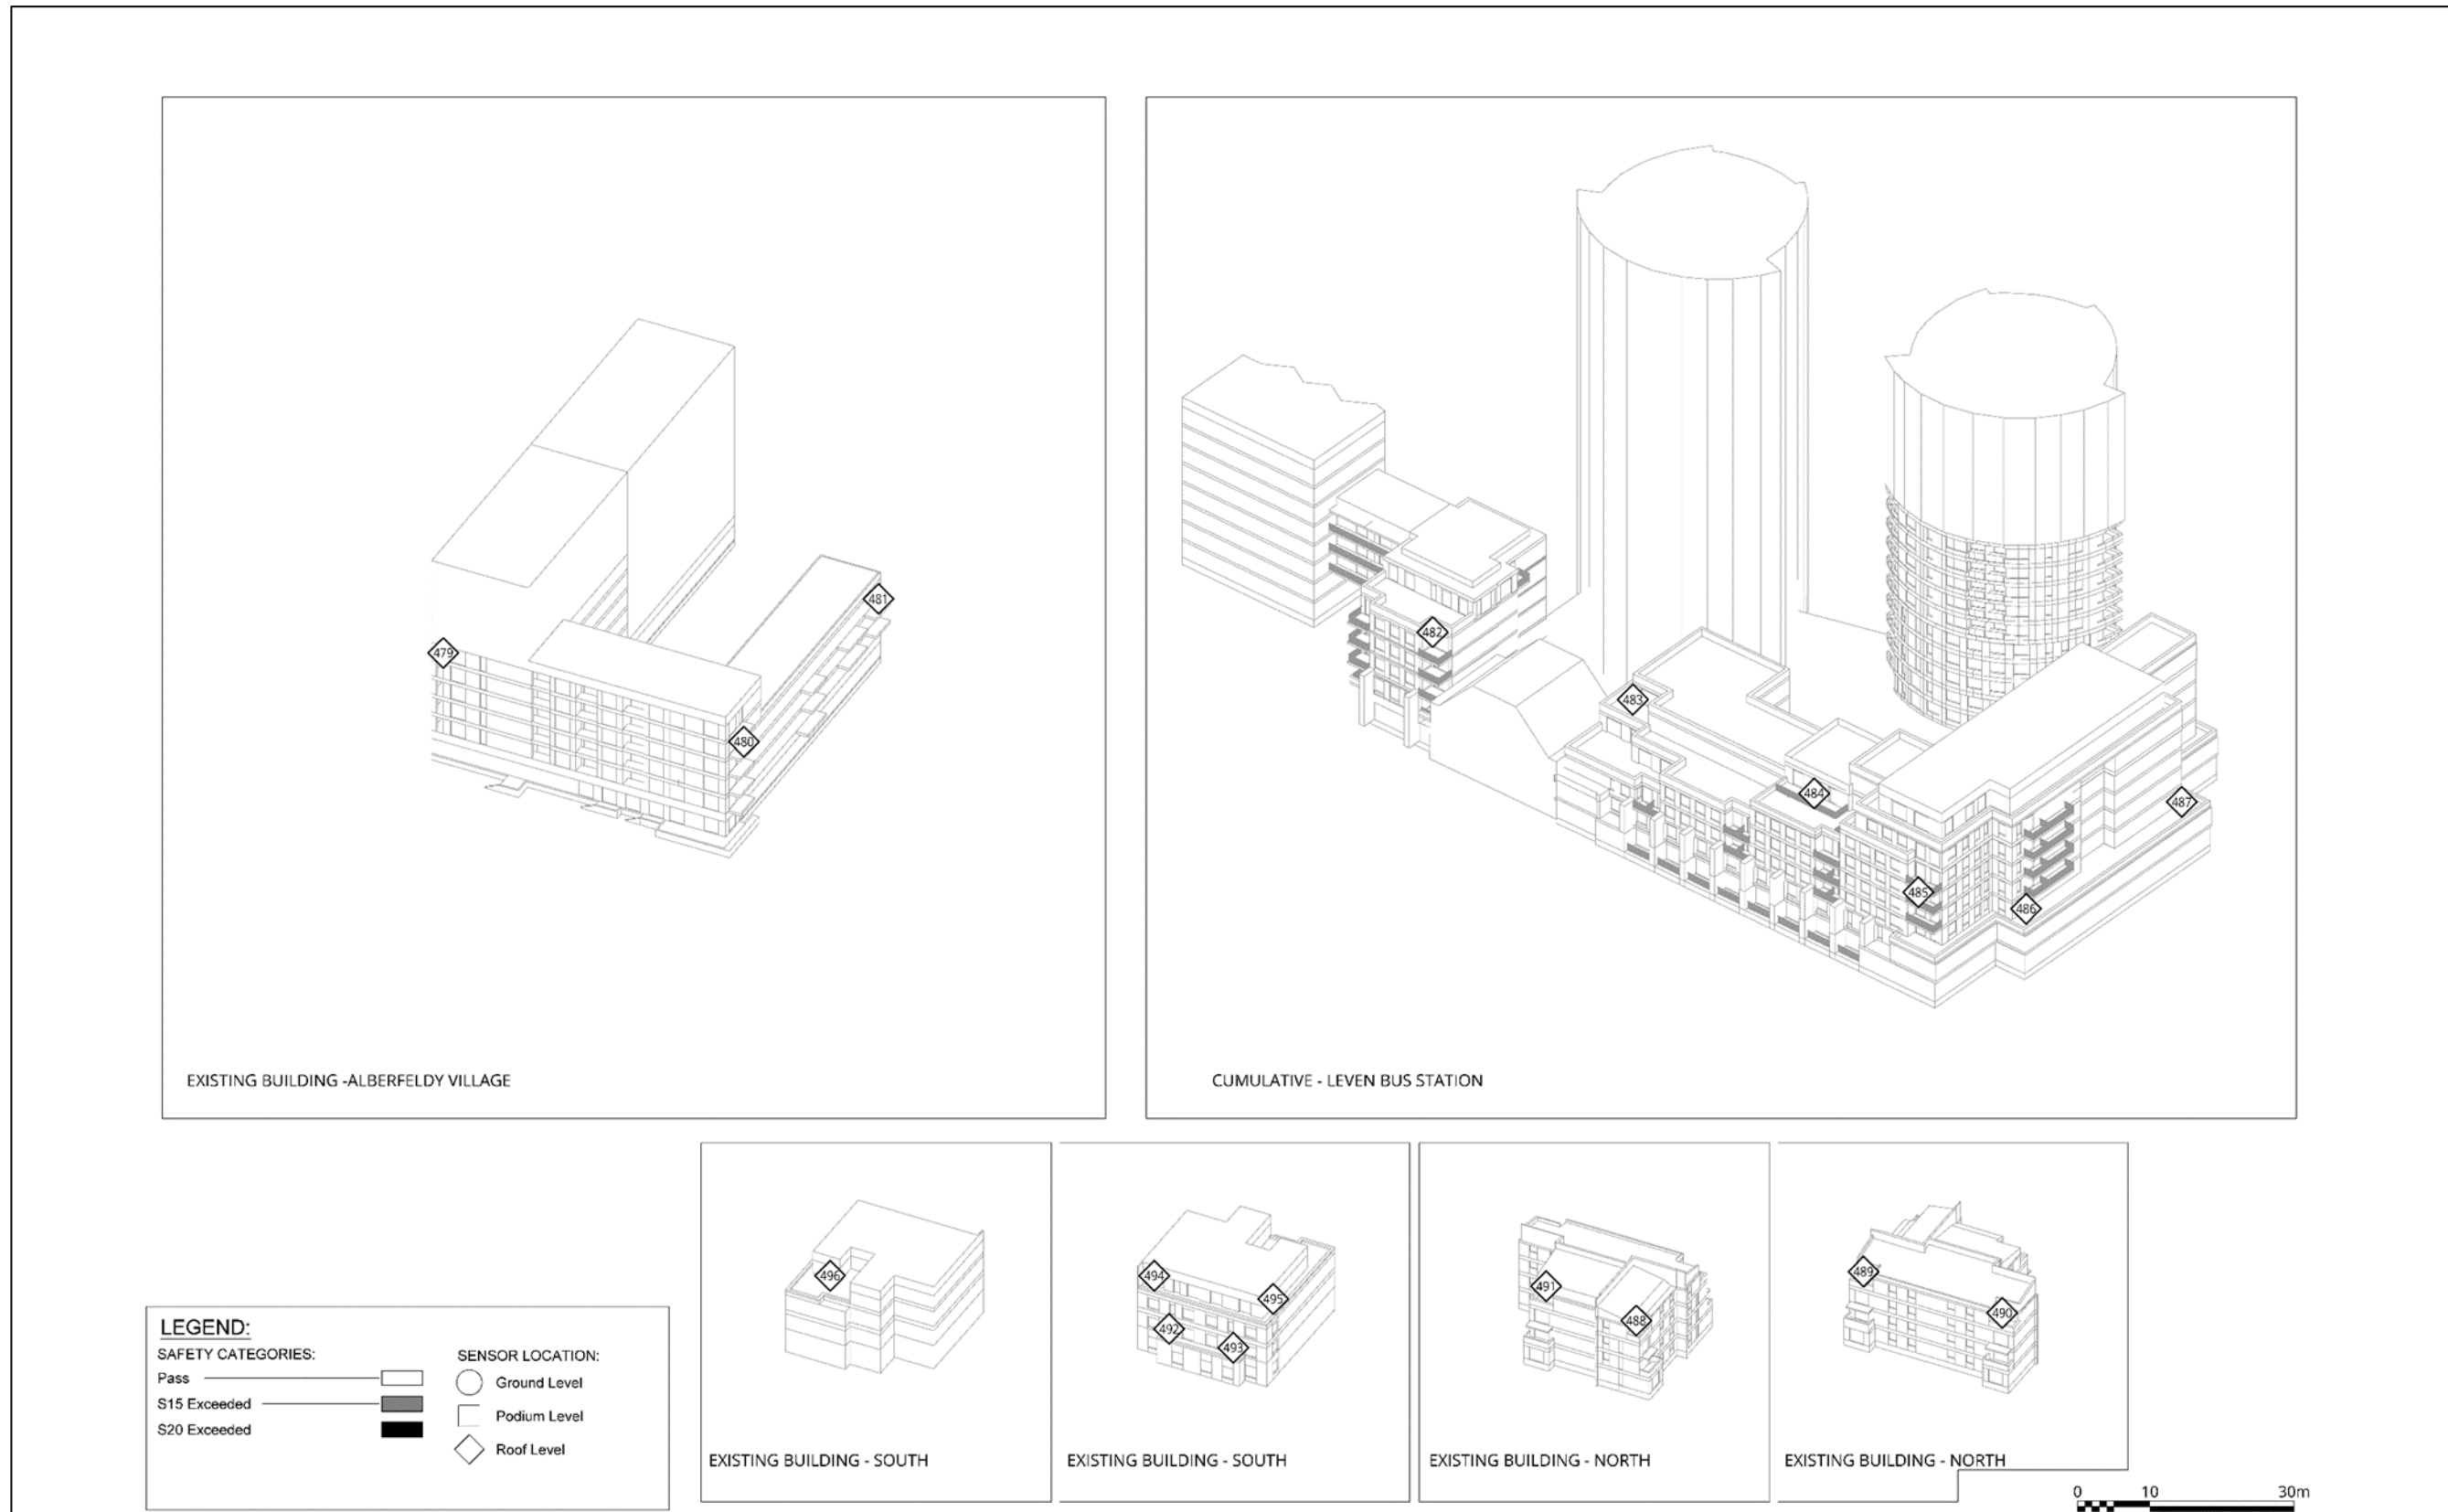 481
479
480
EXISTING BUILDING -ALBERFELDY VILLAGE
482
483
484
487
485
486
CUMULATIVE - LEVEN BUS STATION
496
EXISTING BUILDING - SOUTH
494
495
492
493
EXISTING BUILDING - SOUTH
491
488
EXISTING BUILDING - NORTH
489
490
EXISTING BUILDING - NORTH
LEGEND:
SAFETY CATEGORIES:
Pass
S15 Exceeded
S20 Exceeded
SENSOR LOCATION:
Ground Level
Podium Level
Roof Level
0 10 30m